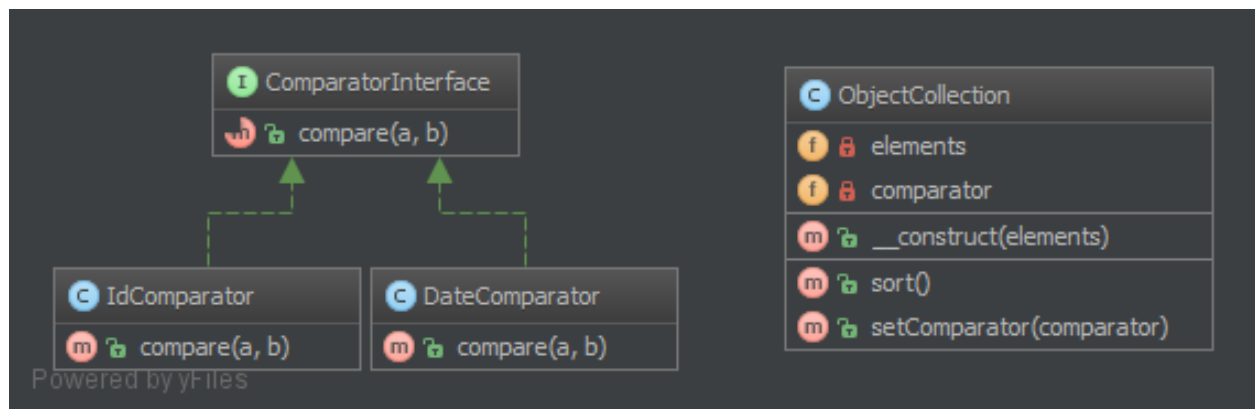 ComparatorInterface
compare(a, b)
IdComparator
compare(a, b)
DateComparator
compare(a, b)
ObjectCollection
elements
comparator
__construct(elements)
sort()
setComparator(comparator)
Powered by yFiles